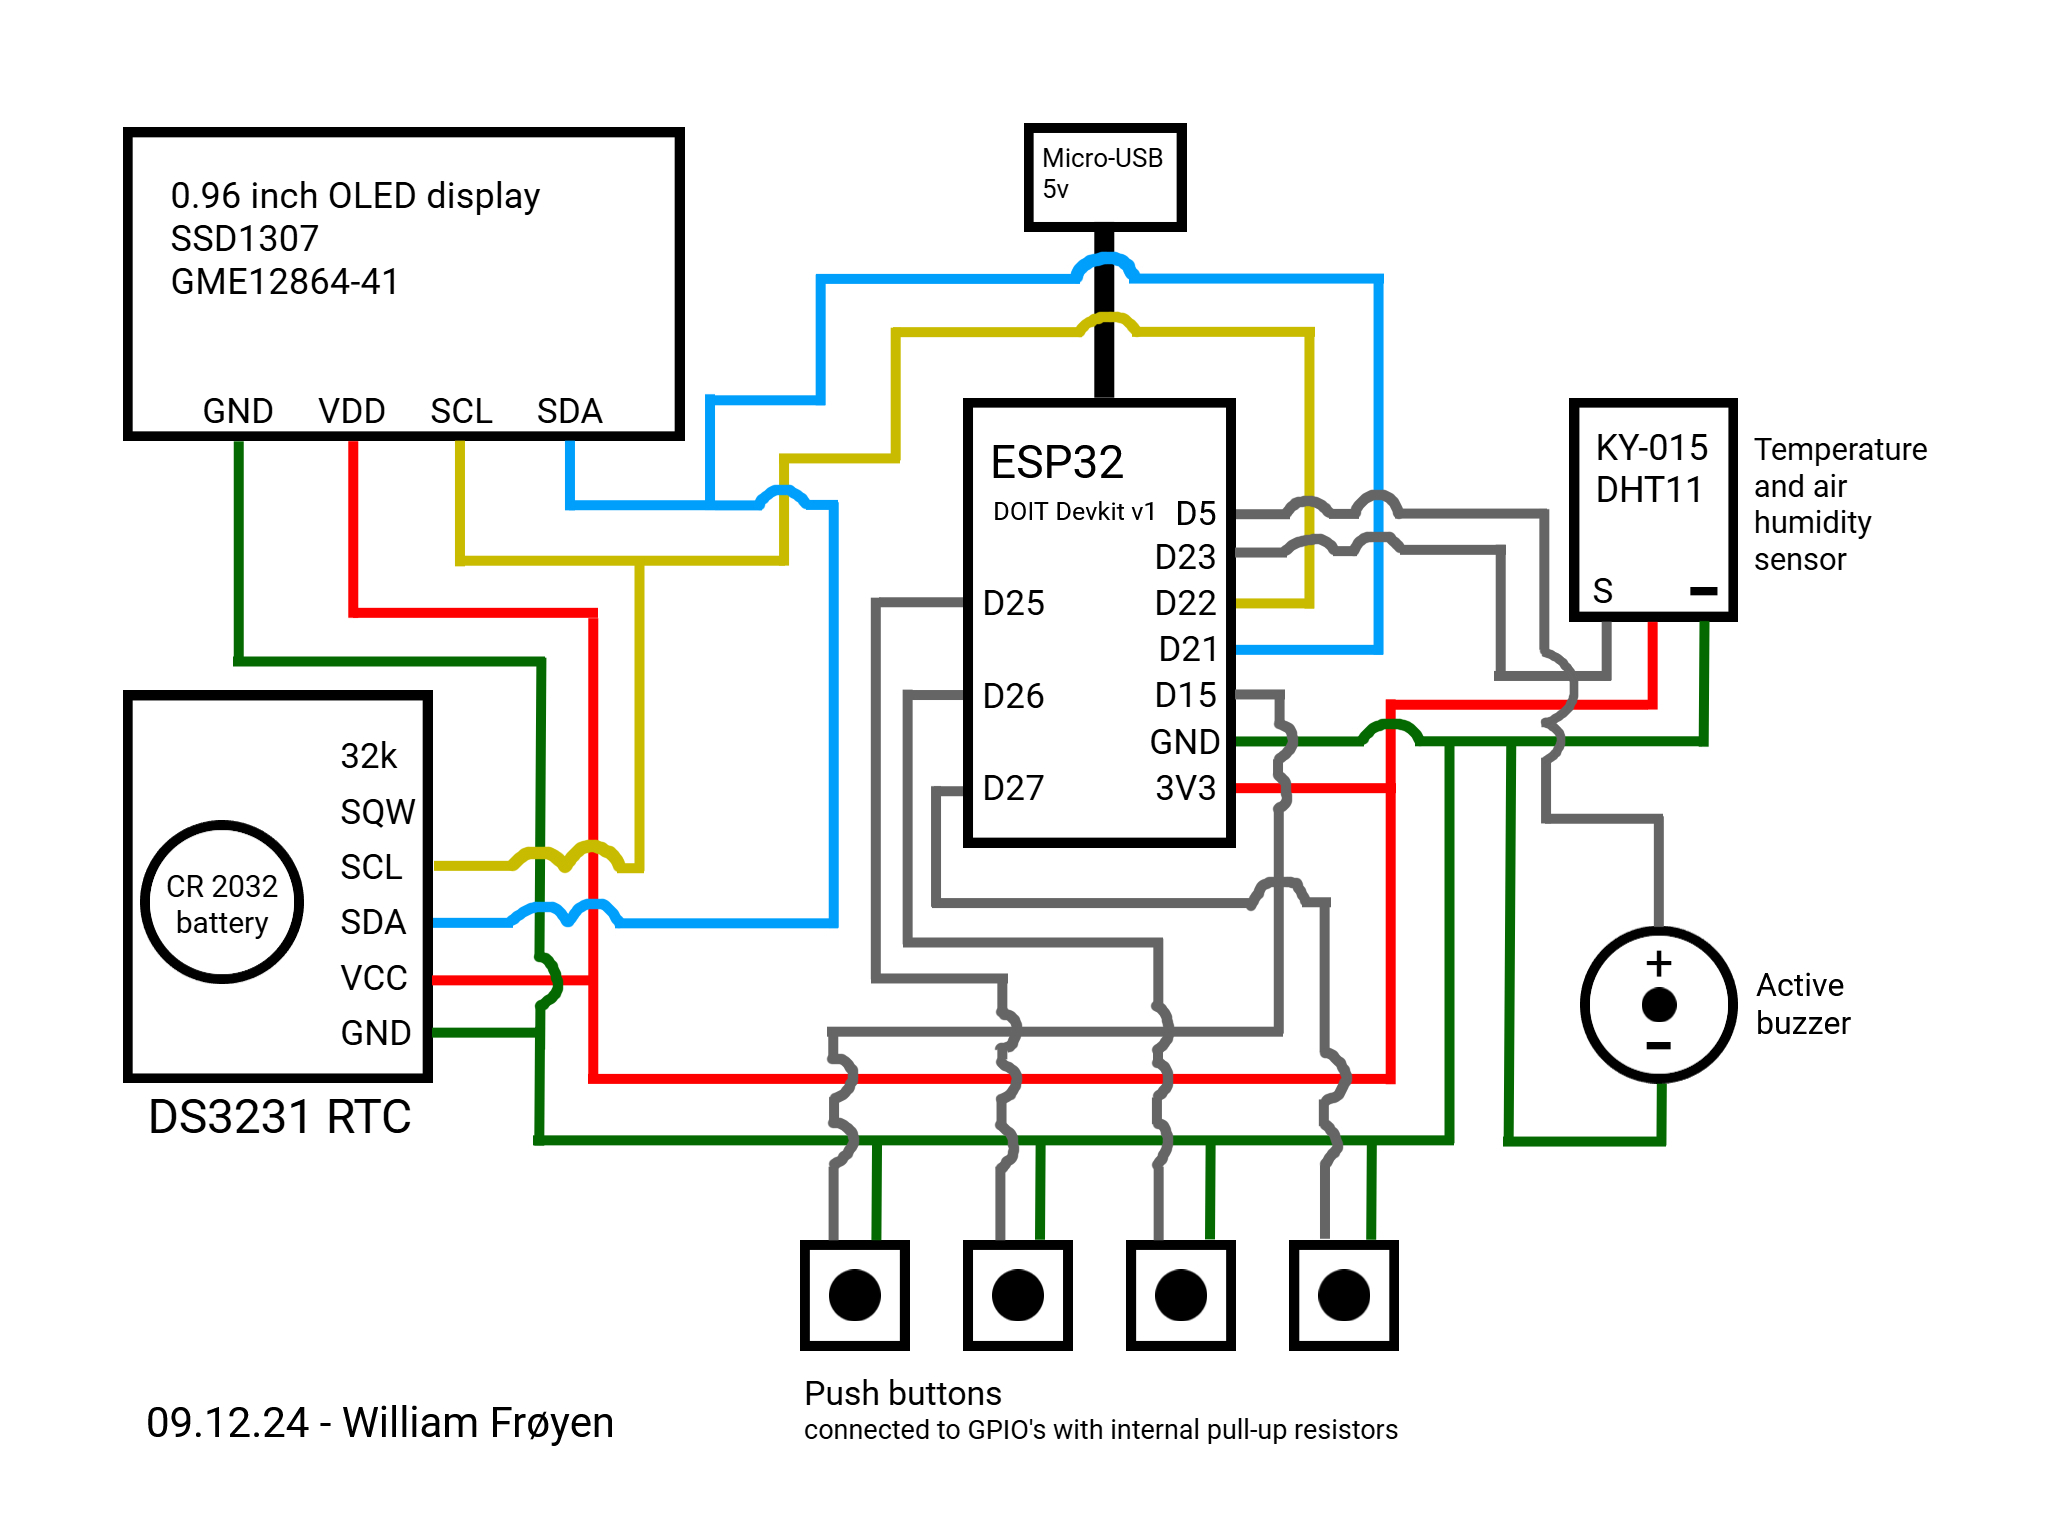 0.96 inch OLED display
SSD1307
GME12864-41
GND VDD SCL SDA
Micro-USB
5v
ESP32
DOIT Devkit v1
D5
D23
D22
D21
D15
GND
3V3
D25
D26
D27
KY-015
DHT11
S −
Temperature
and air
humidity
sensor
32k
SQW
SCL
SDA
VCC
GND
CR 2032
battery
DS3231 RTC
+
−
Active
buzzer
Push buttons
connected to GPIO's with internal pull-up resistors
09.12.24 - William Frøyen